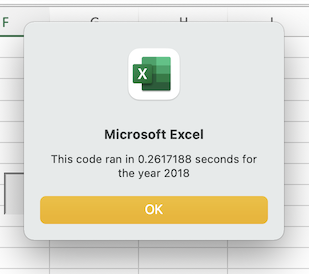 F G H I
X
Microsoft Excel
This code ran in 0.2617188 seconds for
the year 2018
OK